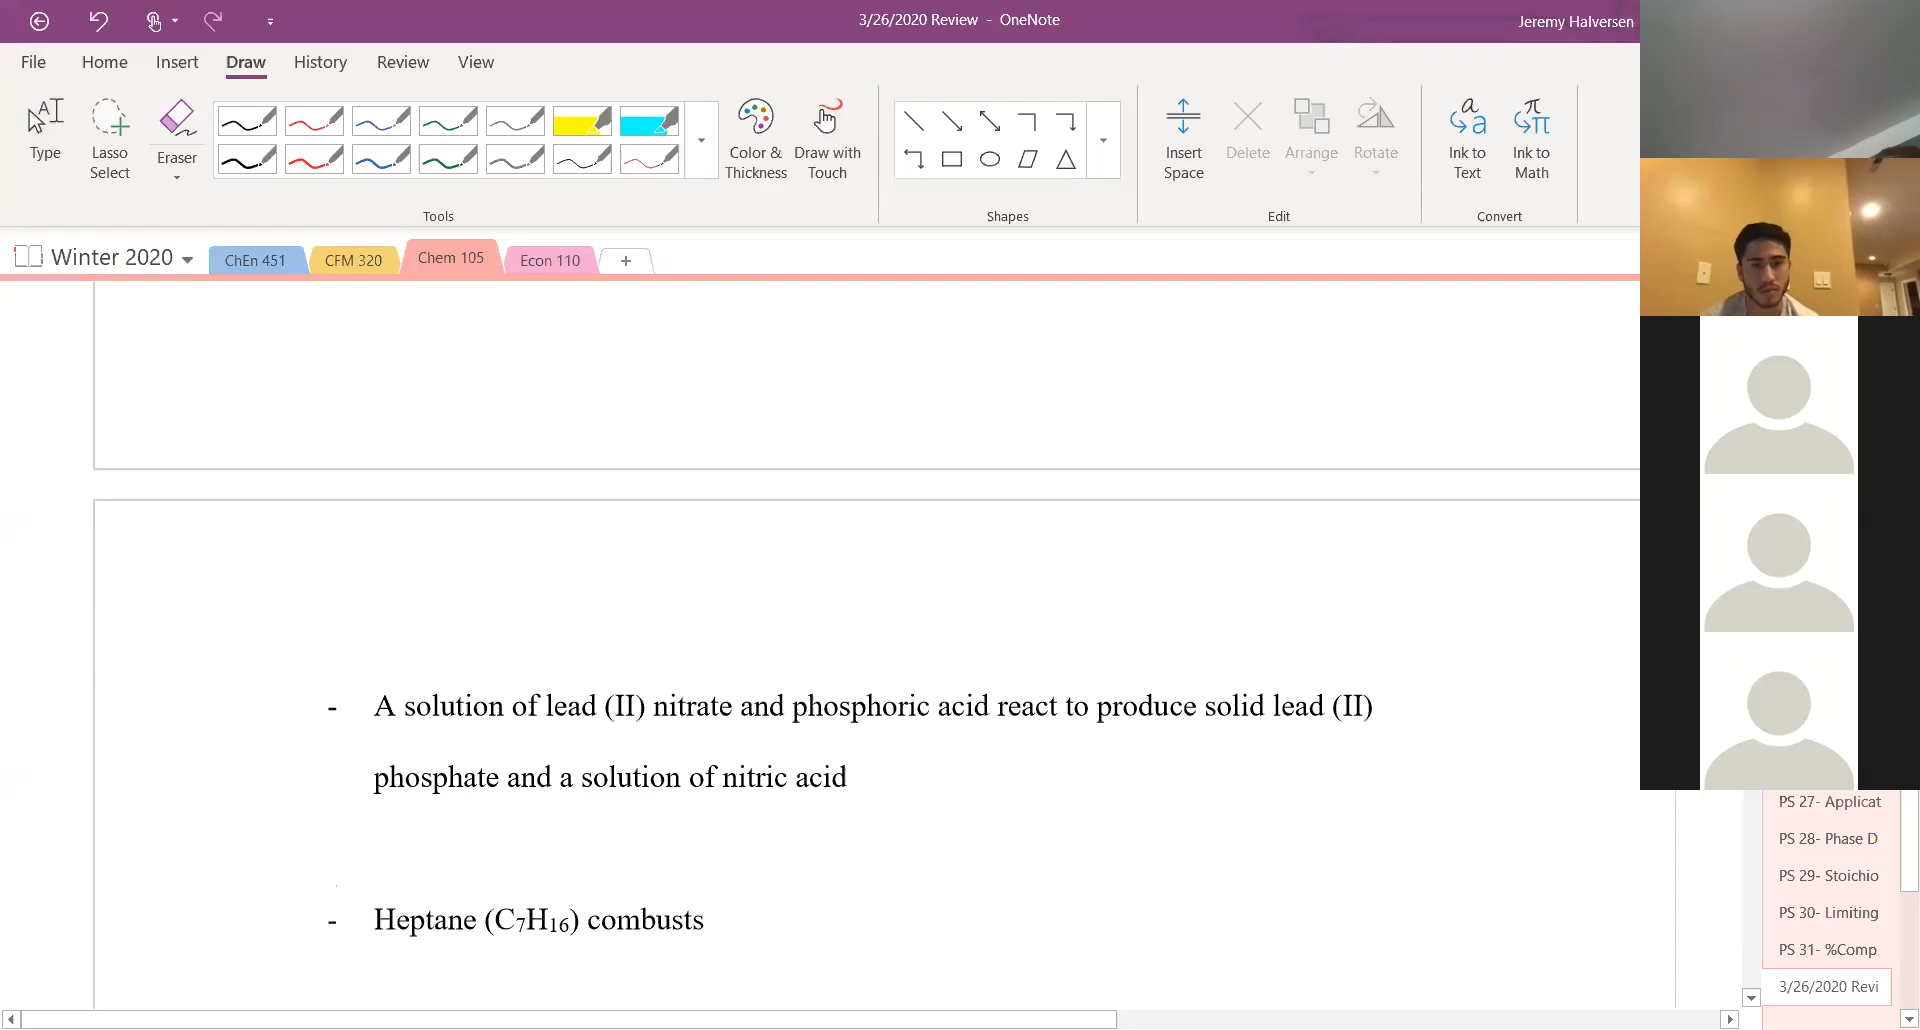 3/26/2020 Review - OneNote
Jeremy Halversen
File Home Insert Draw History Review View
Type
Lasso Select
Eraser
Color & Thickness
Draw with Touch
Insert Space
Delete
Arrange
Rotate
Ink to Text
Ink to Math
Tools
Shapes
Edit
Convert
Winter 2020
ChEn 451
CFM 320
Chem 105
Econ 110
+
- A solution of lead (II) nitrate and phosphoric acid react to produce solid lead (II)
phosphate and a solution of nitric acid
- Heptane (C₇H₁₆) combusts
PS 27- Applicat
PS 28- Phase D
PS 29- Stoichio
PS 30- Limiting
PS 31- %Comp
3/26/2020 Revi